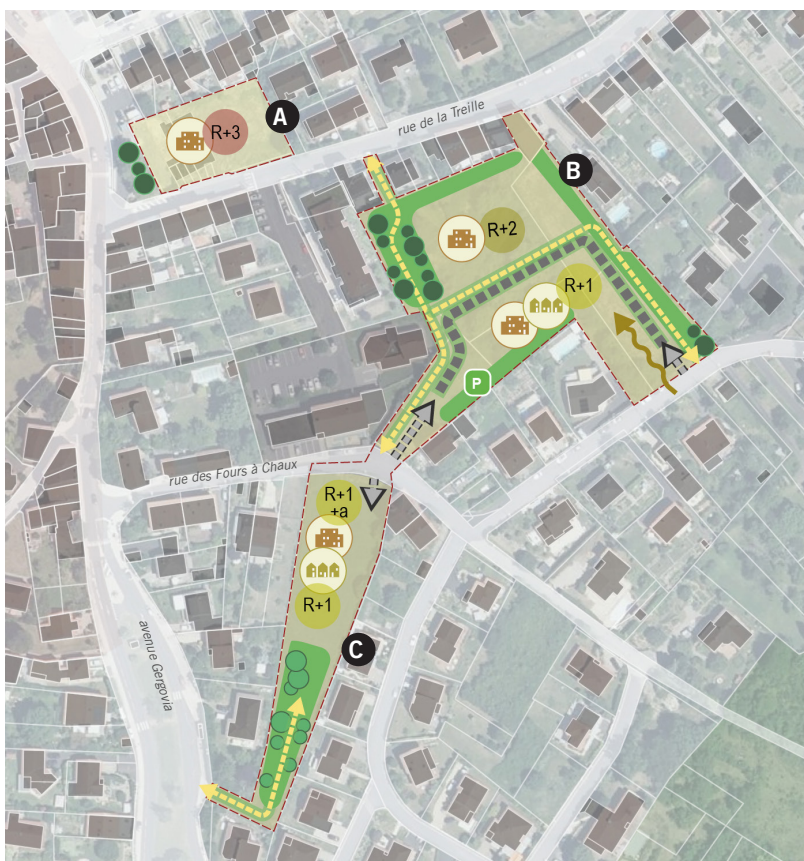 A
R+3
rue de la Treille
B
R+2
R+1
P
rue des Fours à Chaux
R+1
+a
R+1
C
avenue Gergovia